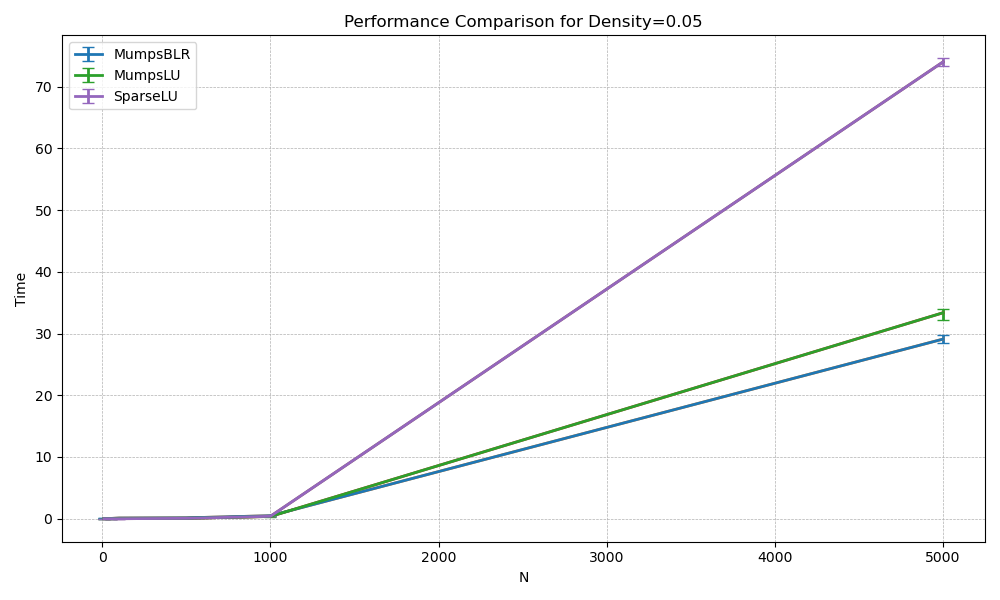 Performance Comparison for Density=0.05
MumpsBLR
MumpsLU
SparseLU
70
60
50
40
30
20
10
0
Time
0 1000 2000 3000 4000 5000
N